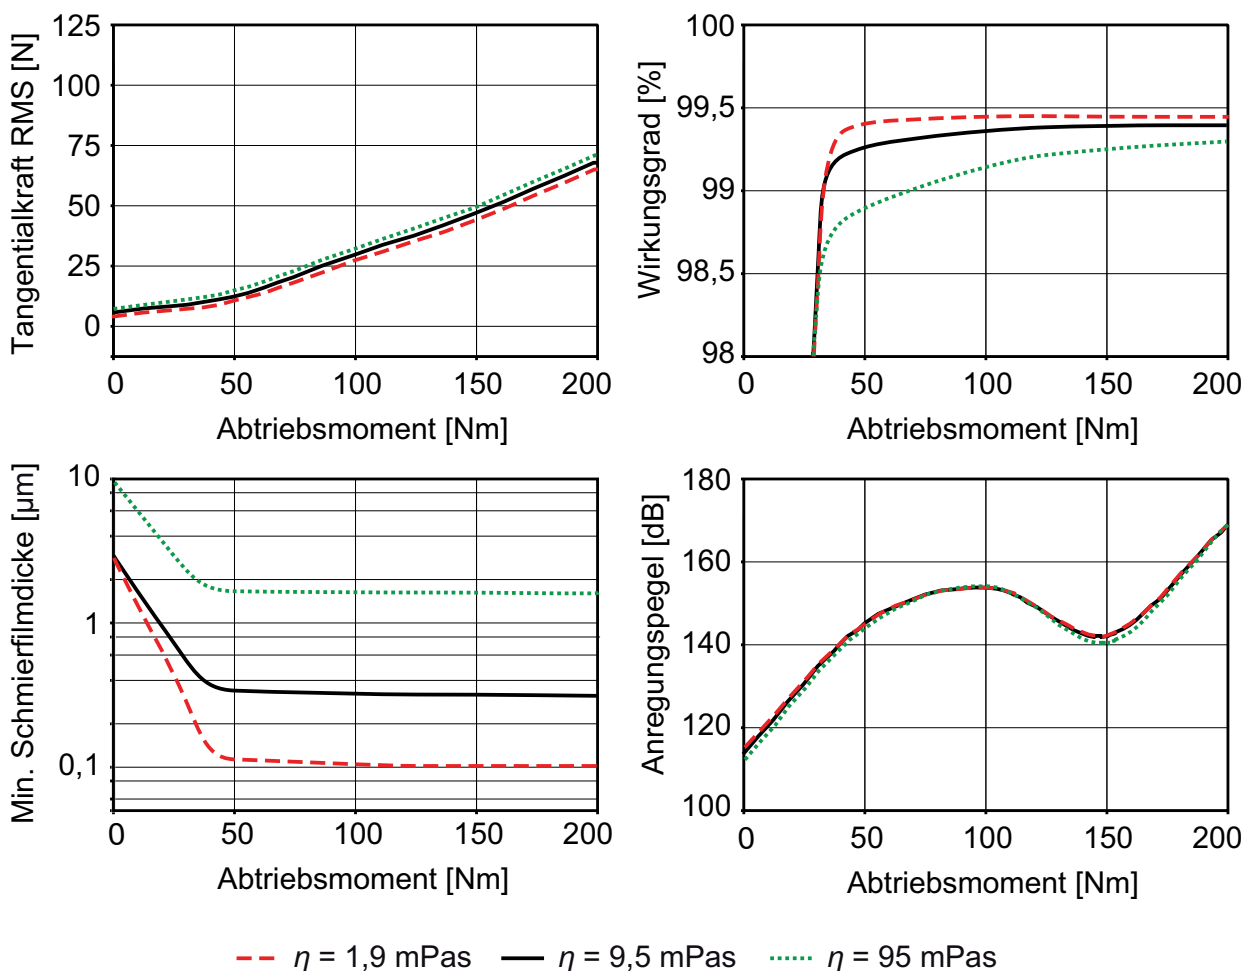 Tangentialkraft RMS [N]
125
100
75
50
25
0
0 50 100 150 200
Abtriebsmoment [Nm]
Wirkungsgrad [%]
100
99,5
99
98,5
98
0 50 100 150 200
Abtriebsmoment [Nm]
Min. Schmierfilmdicke [µm]
10
1
0,1
0 50 100 150 200
Abtriebsmoment [Nm]
Anregungspegel [dB]
180
160
140
120
100
0 50 100 150 200
Abtriebsmoment [Nm]
η = 1,9 mPas η = 9,5 mPas η = 95 mPas